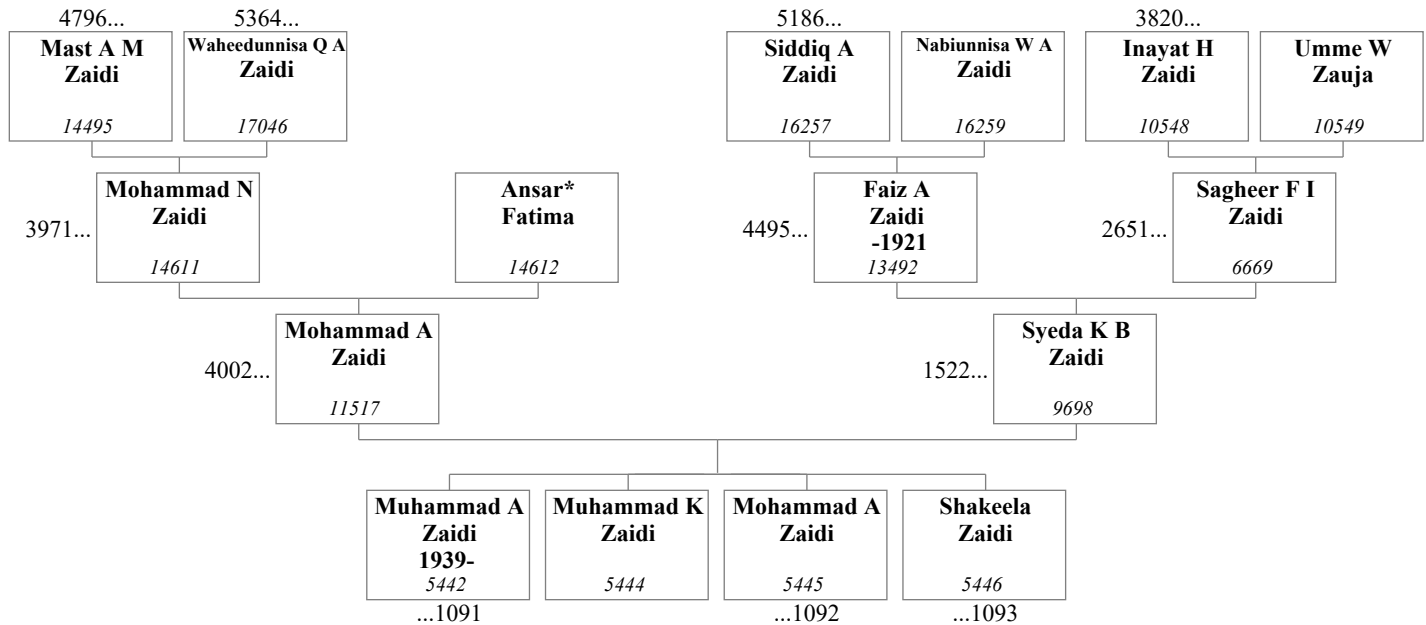 4796...
5364...
5186...
3820...
Mast A M
Zaidi
14495
Waheedunnisa Q A
Zaidi
17046
Siddiq A
Zaidi
16257
Nabiunnisa W A
Zaidi
16259
Inayat H
Zaidi
10548
Umme W
Zauja
10549
3971...
Mohammad N
Zaidi
14611
Ansar*
Fatima
14612
4495...
Faiz A
Zaidi
-1921
13492
2651...
Sagheer F I
Zaidi
6669
4002...
Mohammad A
Zaidi
11517
1522...
Syeda K B
Zaidi
9698
Muhammad A
Zaidi
1939-
5442
...1091
Muhammad K
Zaidi
5444
Mohammad A
Zaidi
5445
...1092
Shakeela
Zaidi
5446
...1093